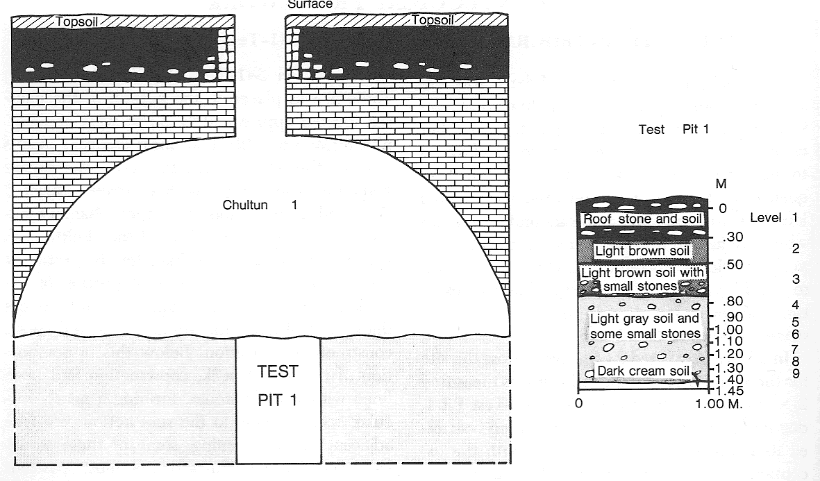 Surface
Topsoil
Topsoil
Chultun 1
TEST
PIT 1
Test Pit 1
M
0
Roof stone and soil
Level 1
.30
Light brown soil
2
.50
Light brown soil with
small stones
3
.80
4
Light gray soil and
some small stones
.90
5
1.00
6
1.10
7
1.20
8
1.30
9
Dark cream soil
1.40
1.45
0
1.00 M.